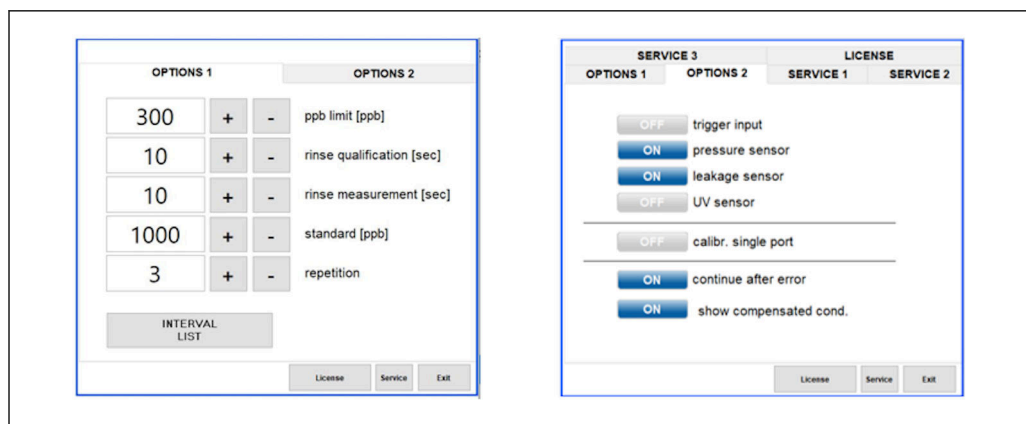 OPTIONS 1 OPTIONS 2
300 + - ppb limit [ppb]
10 + - rinse qualification [sec]
10 + - rinse measurement [sec]
1000 + - standard [ppb]
3 + - repetition
INTERVAL
LIST
License Service Exit
SERVICE 3 LICENSE
OPTIONS 1 OPTIONS 2 SERVICE 1 SERVICE 2
OFF trigger input
ON pressure sensor
ON leakage sensor
OFF UV sensor
OFF calibr. single port
ON continue after error
ON show compensated cond.
License Service Exit